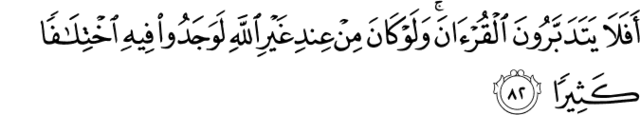 أَفَلَا يَتَدَبَّرُونَ ٱلْقُرْءَانَ ۚ وَلَوْ كَانَ مِنْ عِندِ غَيْرِ ٱللَّهِ لَوَجَدُوا۟ فِيهِ ٱخْتِلَـٰفًا
كَثِيرًا ٨٢